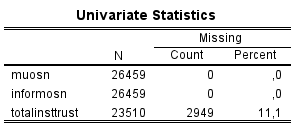 Univariate Statistics
Missing
N Count Percent
muosn 26459 0 ,0
informosn 26459 0 ,0
totalinsttrust 23510 2949 11,1